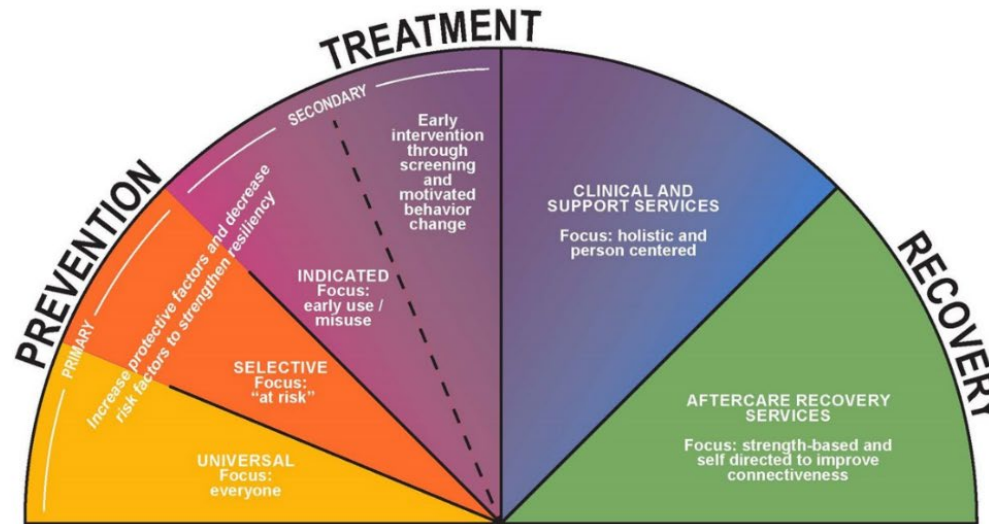 TREATMENT
PREVENTION
RECOVERY
PRIMARY
SECONDARY
Increase protective factors and decrease
risk factors to strengthen resiliency
UNIVERSAL
Focus:
everyone
SELECTIVE
Focus:
"at risk"
INDICATED
Focus:
early use /
misuse
Early
intervention
through
screening
and
motivated
behavior
change
CLINICAL AND
SUPPORT SERVICES
Focus: holistic and
person centered
AFTERCARE RECOVERY
SERVICES
Focus: strength-based and
self directed to improve
connectiveness